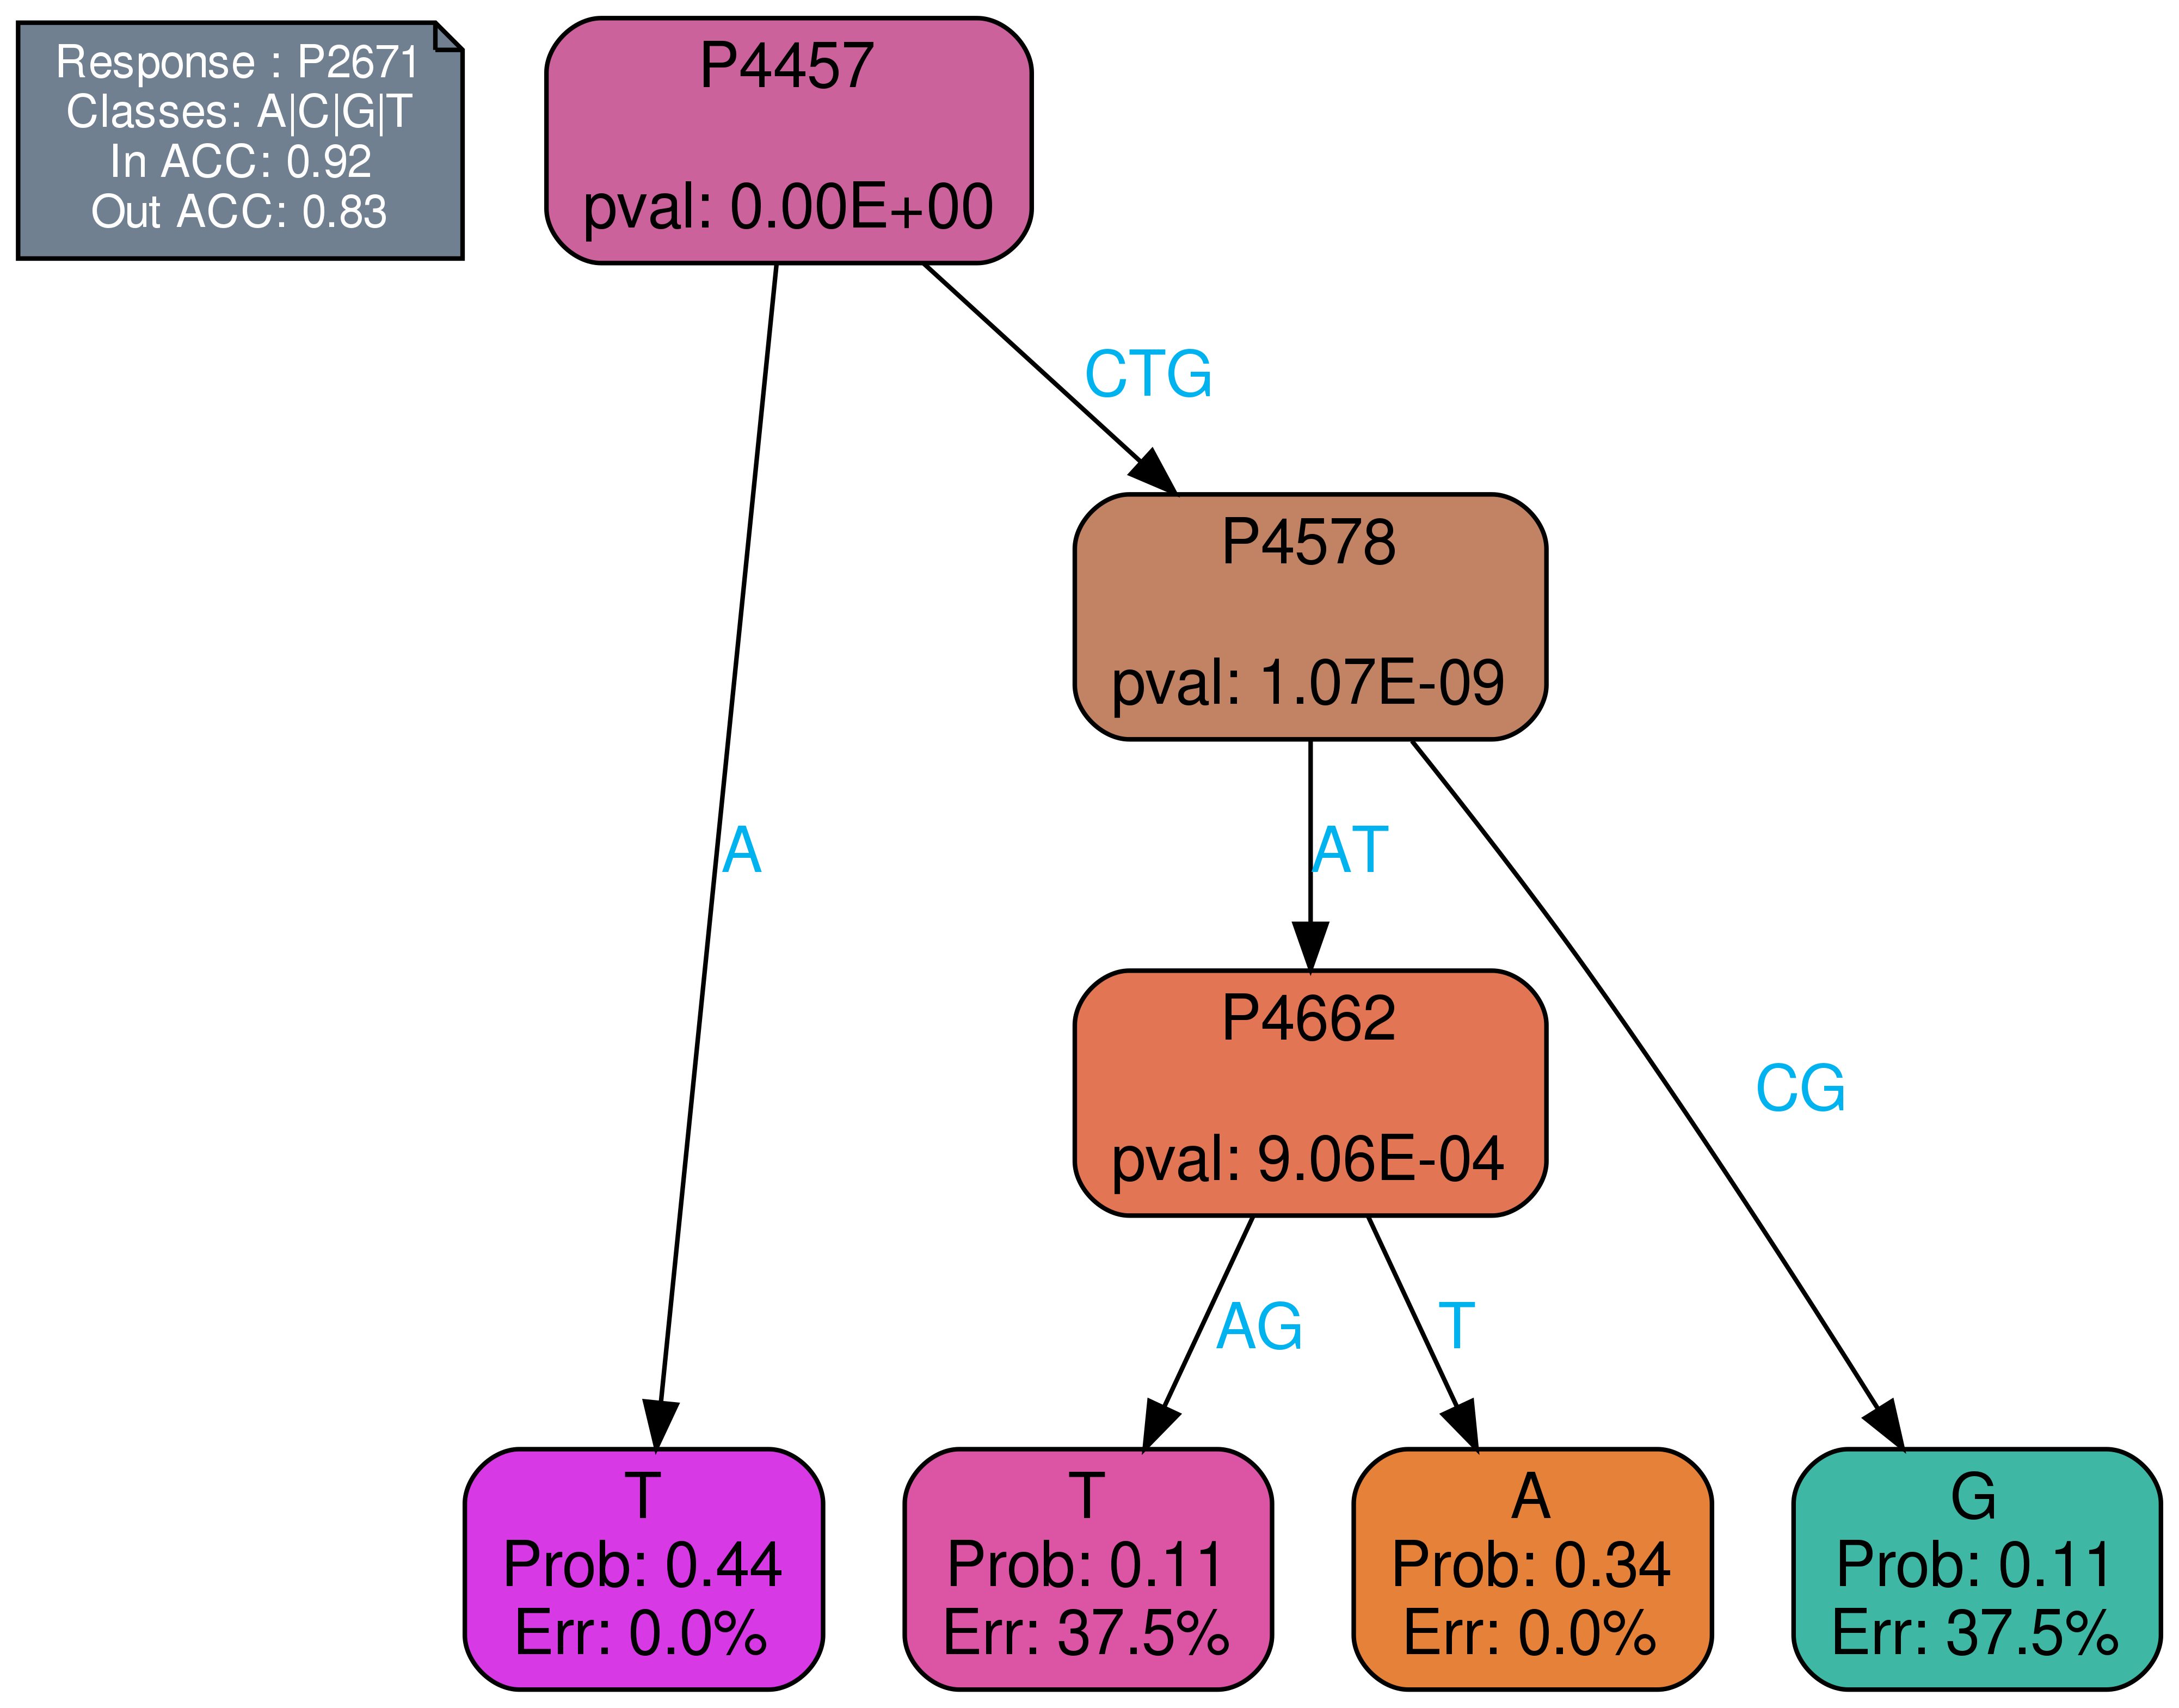 Response : P2671
Classes: A|C|G|T
In ACC: 0.92
Out ACC: 0.83
P4457
pval: 0.00E+00
CTG
P4578
pval: 1.07E-09
A
AT
P4662
pval: 9.06E-04
CG
AG
T
T
Prob: 0.44
Err: 0.0%
T
Prob: 0.11
Err: 37.5%
A
Prob: 0.34
Err: 0.0%
G
Prob: 0.11
Err: 37.5%